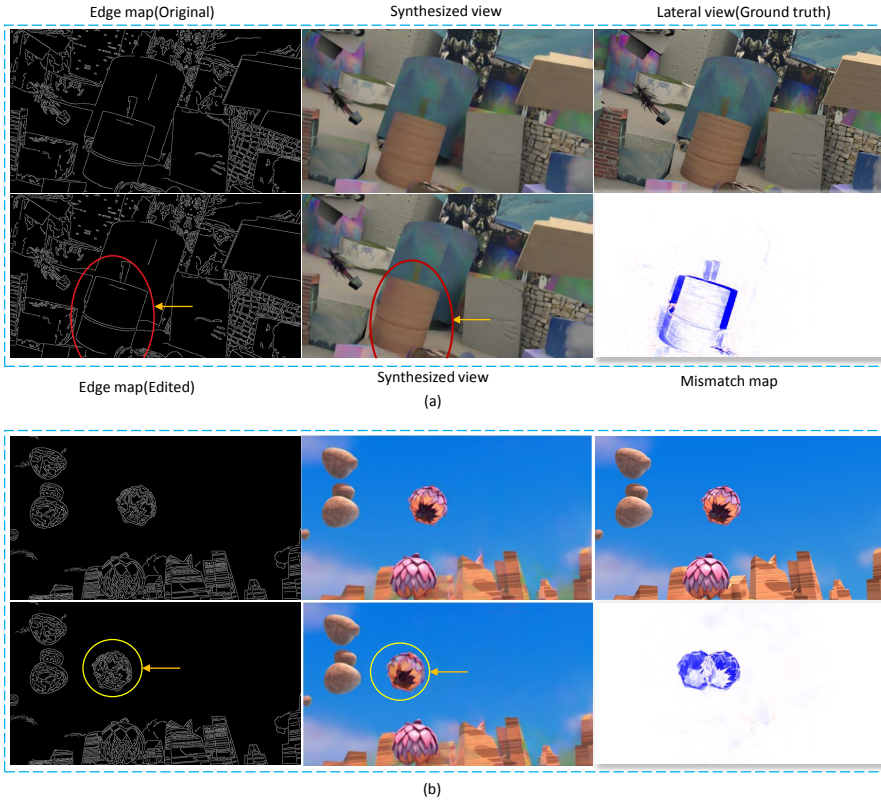 Edge map(Original) Synthesized view Lateral view(Ground truth)
Edge map(Edited) Synthesized view Mismatch map
(a)
(b)